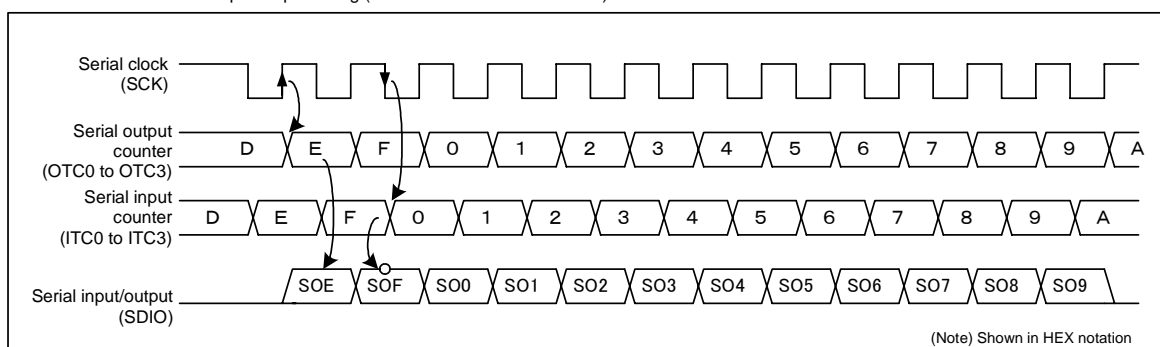 Serial clock
(SCK)
Serial output
counter
(OTC0 to OTC3)
D E F 0 1 2 3 4 5 6 7 8 9 A
Serial input
counter
(ITC0 to ITC3)
D E F 0 1 2 3 4 5 6 7 8 9 A
Serial input/output
(SDIO)
SOE SOF SO0 SO1 SO2 SO3 SO4 SO5 SO6 SO7 SO8 SO9
(Note) Shown in HEX notation